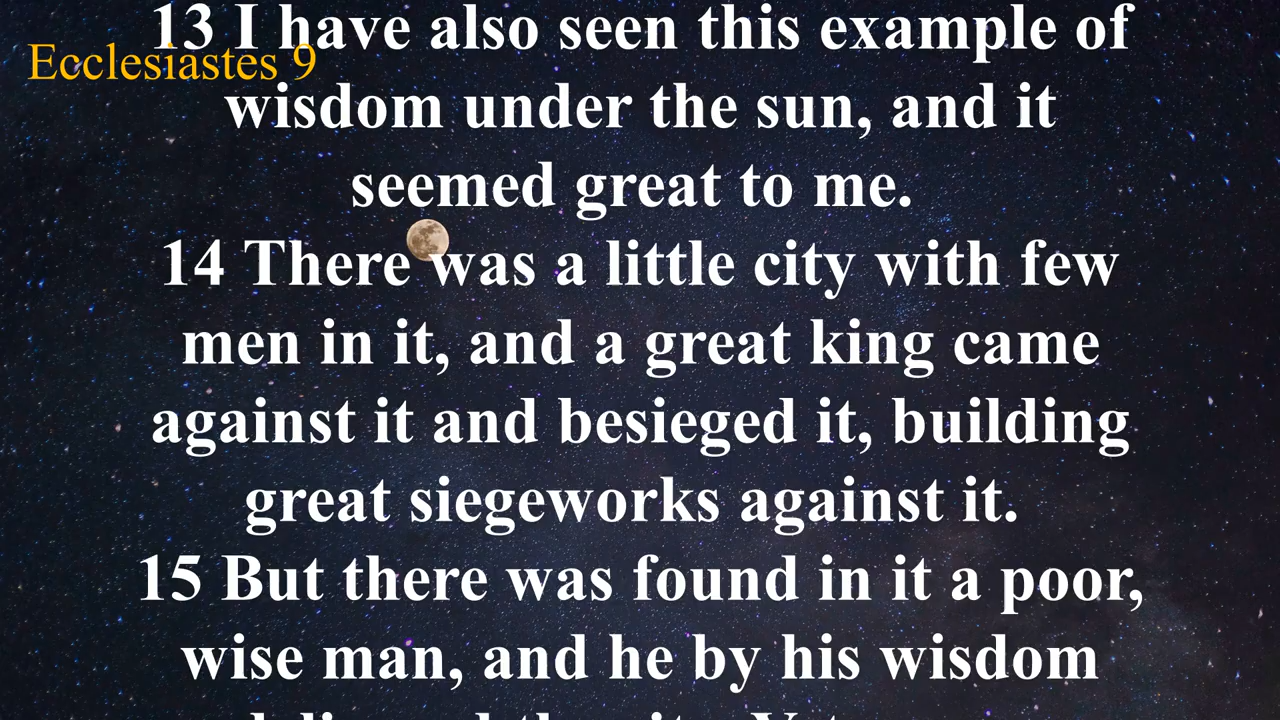 13 I have also seen this example of
Ecclesiastes 9
wisdom under the sun, and it
seemed great to me.
14 There was a little city with few
men in it, and a great king came
against it and besieged it, building
great siegeworks against it.
15 But there was found in it a poor,
wise man, and he by his wisdom